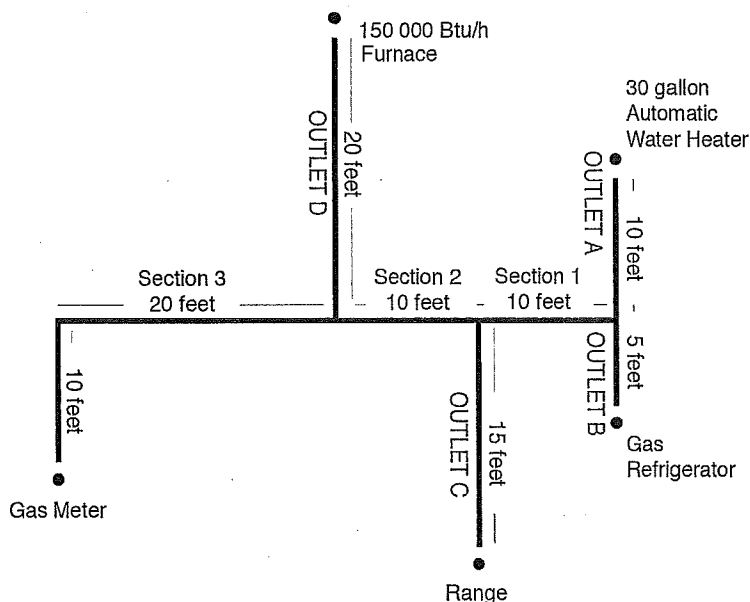 150 000 Btu/h
Furnace
30 gallon
Automatic
Water Heater
OUTLET D
20 feet
OUTLET A
10 feet
Section 3
20 feet
Section 2
10 feet
Section 1
10 feet
OUTLET B
5 feet
10 feet
OUTLET C
15 feet
Gas
Refrigerator
Gas Meter
Range